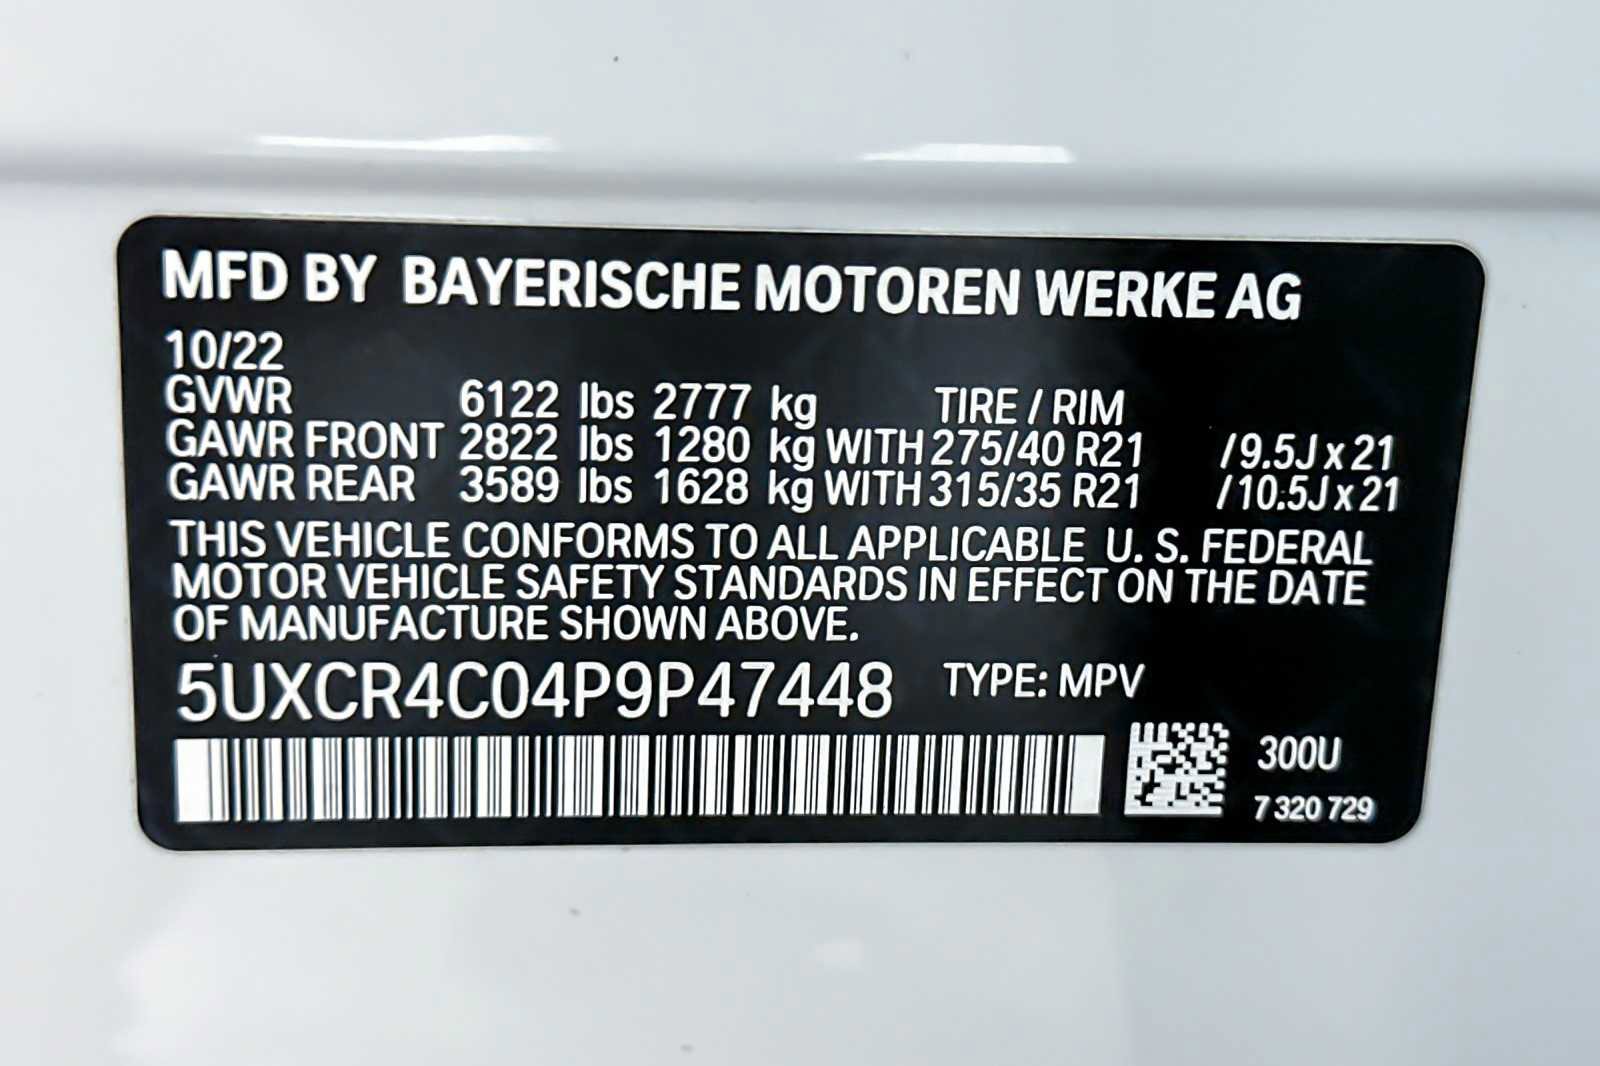 MFD BY BAYERISCHE MOTOREN WERKE AG
10/22
GVWR 6122 lbs 2777 kg TIRE / RIM
GAWR FRONT 2822 lbs 1280 kg WITH 275/40 R21 /9.5J x 21
GAWR REAR 3589 lbs 1628 kg WITH 315/35 R21 /10.5J x 21
THIS VEHICLE CONFORMS TO ALL APPLICABLE U. S. FEDERAL
MOTOR VEHICLE SAFETY STANDARDS IN EFFECT ON THE DATE
OF MANUFACTURE SHOWN ABOVE.
5UXCR4C04P9P47448 TYPE: MPV
300U
7 320 729